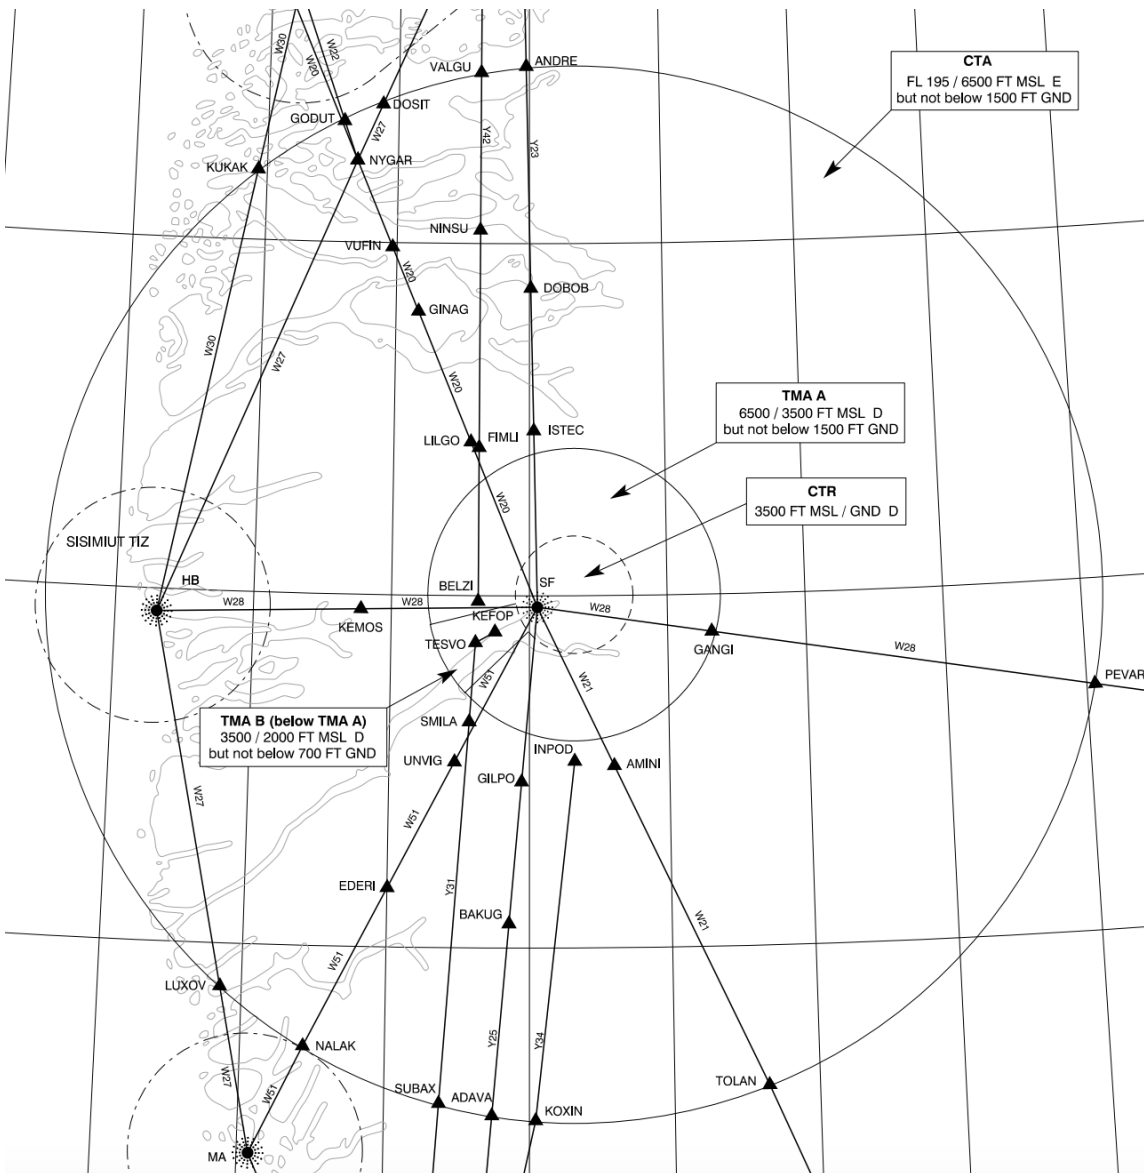 W30
W22
W20
VALGU
ANDRE
CTA
FL 195 / 6500 FT MSL  E
but not below 1500 FT GND
DOSIT
GODUT
W27
Y42
Y23
KUKAK
NYGAR
NINSU
VUFIN
W20
DOBOB
GINAG
W30
W27
W20
TMA A
6500 / 3500 FT MSL  D
but not below 1500 FT GND
LILGO
FIMLI
ISTEC
W20
CTR
3500 FT MSL / GND  D
SISIMIUT TIZ
HB
BELZI
SF
W28
W28
W28
KEFOP
KEMOS
TESVO
GANGI
W28
PEVAR
W51
W21
TMA B (below TMA A)
3500 / 2000 FT MSL  D
but not below 700 FT GND
SMILA
UNVIG
INPOD
AMINI
GILPO
W27
W51
EDERI
Y31
BAKUG
W21
W51
LUXOV
NALAK
Y25
Y34
W27
W51
SUBAX
ADAVA
KOXIN
TOLAN
MA